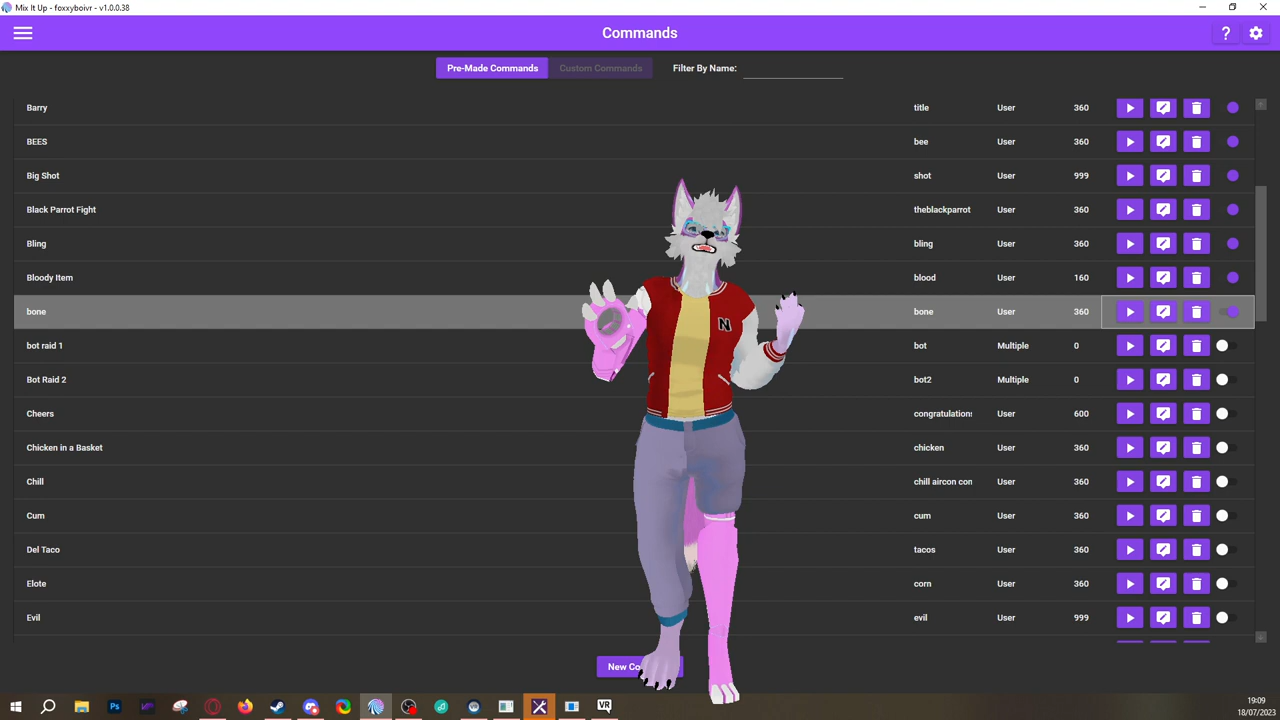 Mix It Up - foxxyboivr - v1.0.0.38
Commands
?
Pre-Made Commands Custom Commands Filter By Name:
Barry title User 360
BEES bee User 360
Big Shot shot User 999
Black Parrot Fight theblackparrot User 360
Bling bling User 360
Bloody Item blood User 160
bone bone User 360
bot raid 1 bot Multiple 0
Bot Raid 2 bot2 Multiple 0
Cheers congratulations User 600
Chicken in a Basket chicken User 360
Chill chill aircon con User 360
Cum cum User 360
Del Taco tacos User 360
Elote corn User 360
Evil evil User 999
N
New Co
Ps
VR
19:09
18/07/2023